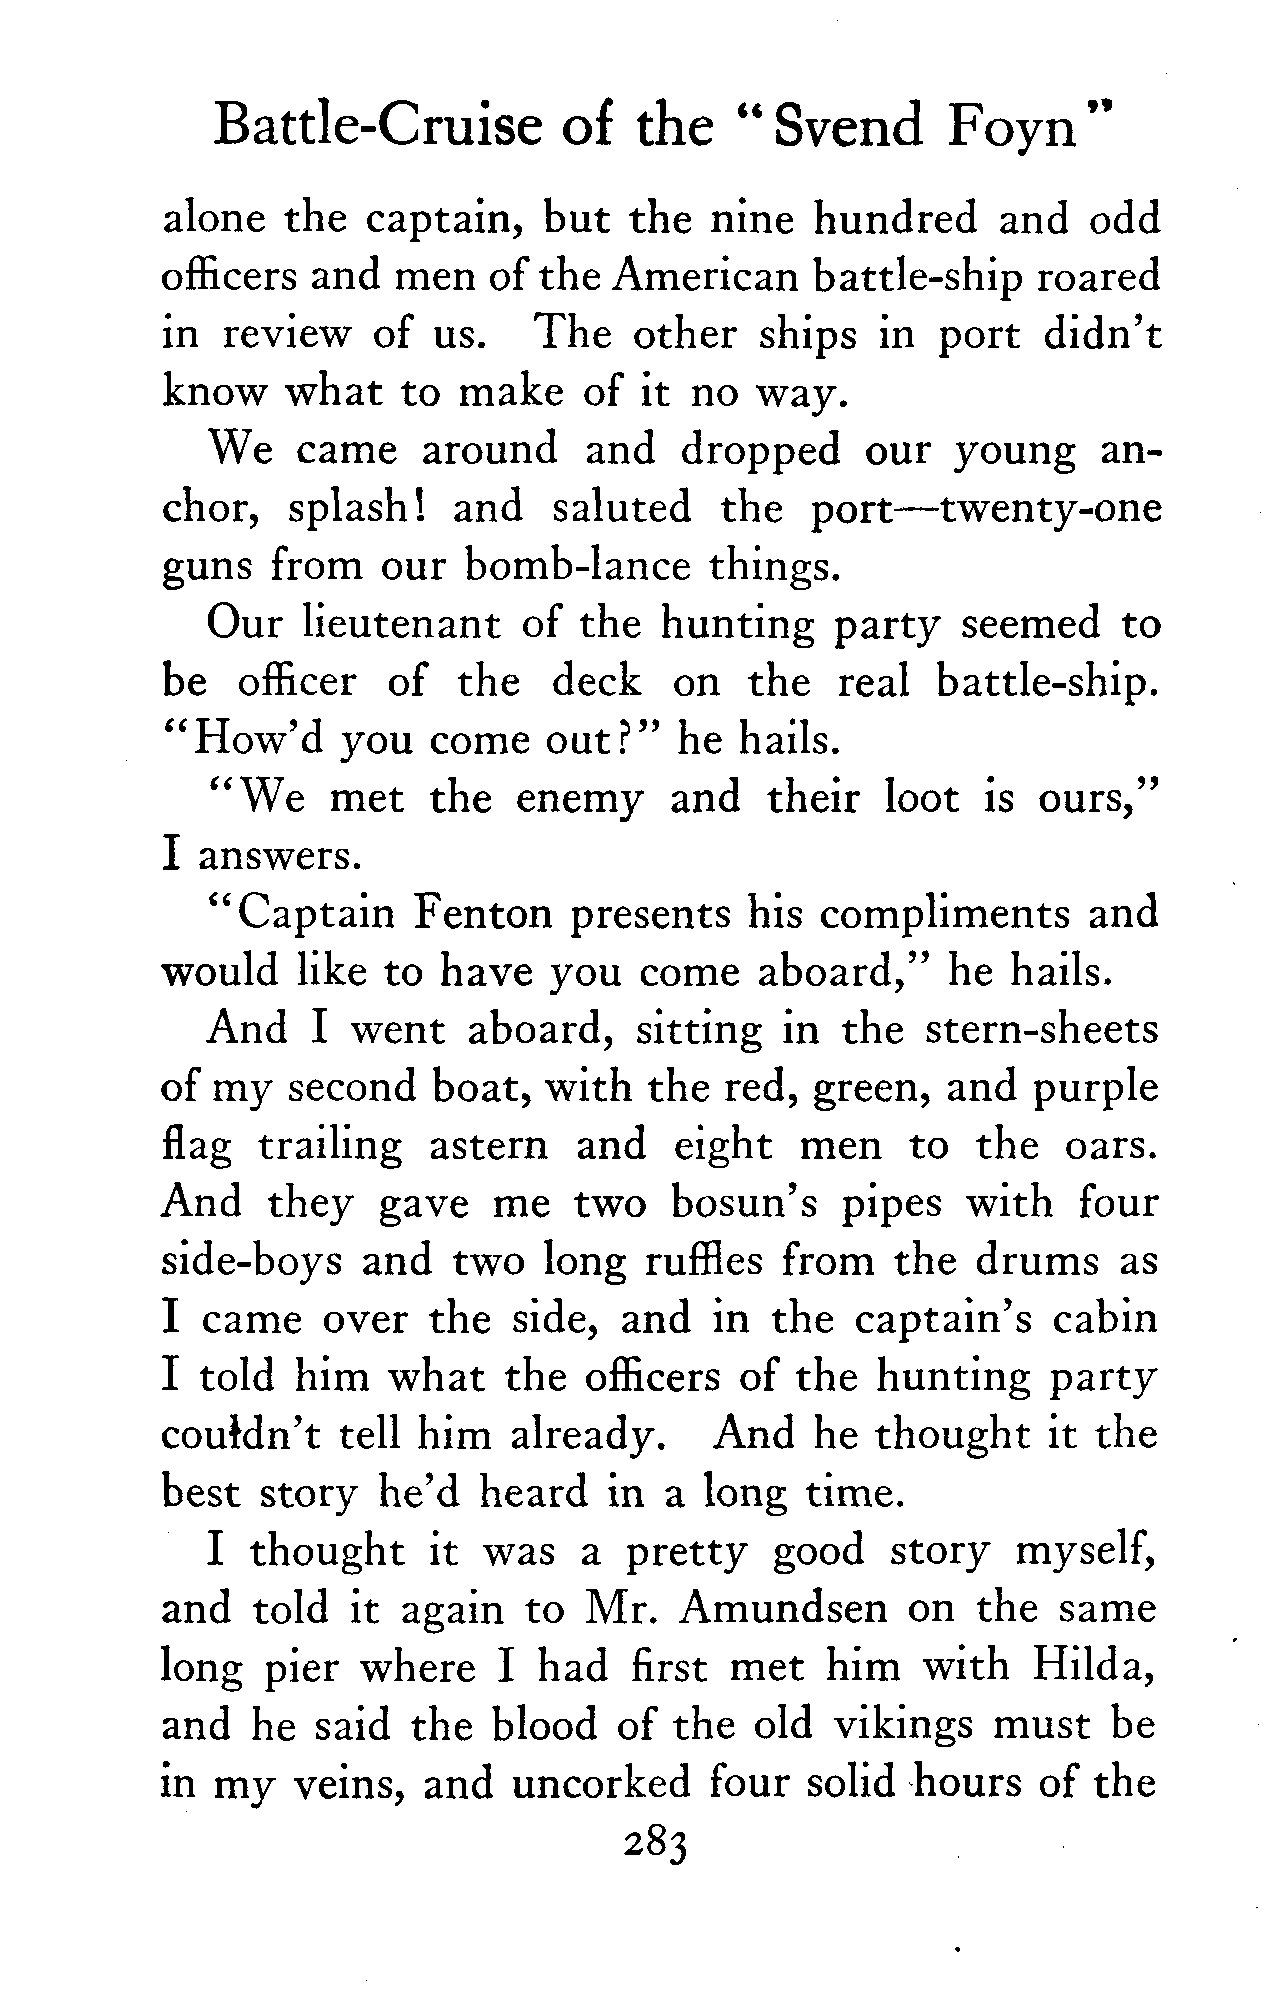 Battle-Cruise of the "Svend Foyn"
alone the captain, but the nine hundred and odd
officers and men of the American battle-ship roared
in review of us. The other ships in port didn't
know what to make of it no way.
We came around and dropped our young an-
chor, splash! and saluted the port—twenty-one
guns from our bomb-lance things.
Our lieutenant of the hunting party seemed to
be officer of the deck on the real battle-ship.
"How'd you come out?" he hails.
"We met the enemy and their loot is ours,"
I answers.
"Captain Fenton presents his compliments and
would like to have you come aboard," he hails.
And I went aboard, sitting in the stern-sheets
of my second boat, with the red, green, and purple
flag trailing astern and eight men to the oars.
And they gave me two bosun's pipes with four
side-boys and two long ruffles from the drums as
I came over the side, and in the captain's cabin
I told him what the officers of the hunting party
couldn't tell him already. And he thought it the
best story he'd heard in a long time.
I thought it was a pretty good story myself,
and told it again to Mr. Amundsen on the same
long pier where I had first met him with Hilda,
and he said the blood of the old vikings must be
in my veins, and uncorked four solid hours of the
283